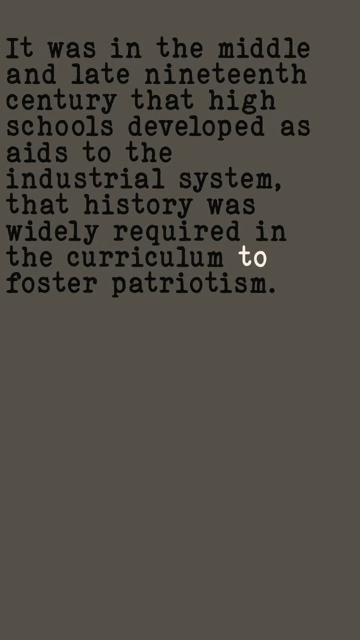 It was in the middle
and late nineteenth
century that high
schools developed as
aids to the
industrial system,
that history was
widely required in
the curriculum to
foster patriotism.